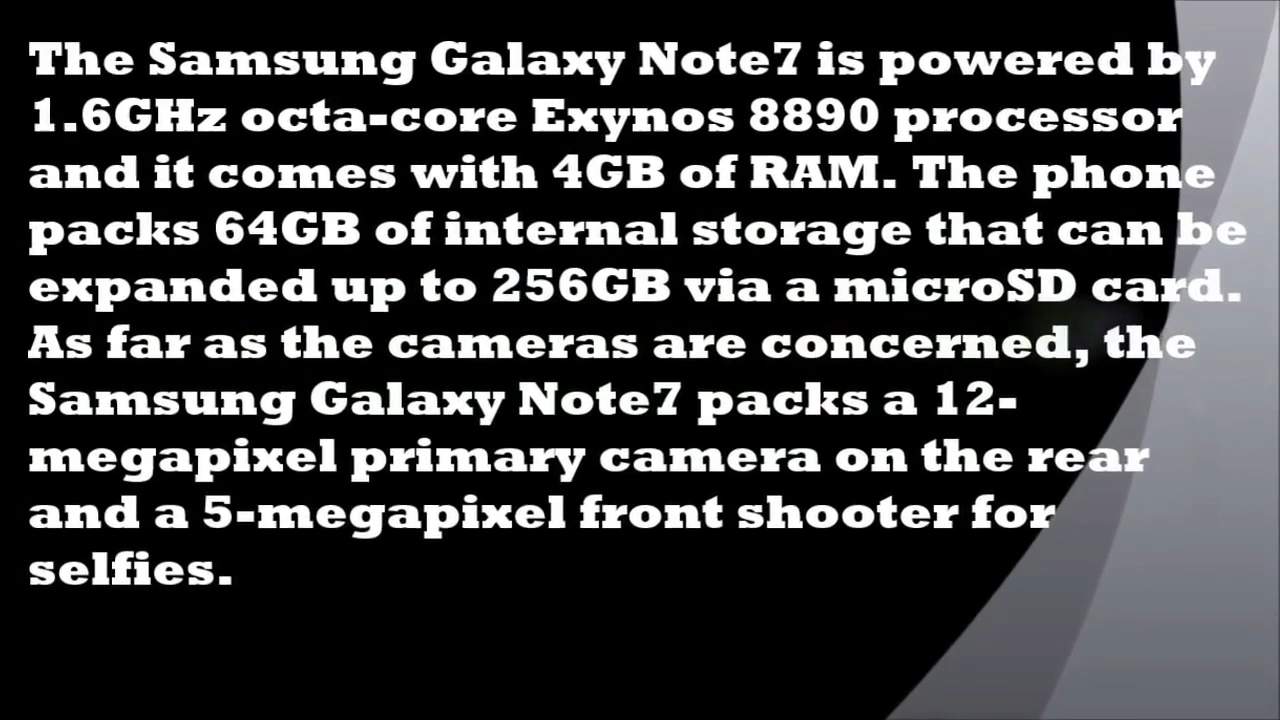 The Samsung Galaxy Note7 is powered by
1.6GHz octa-core Exynos 8890 processor
and it comes with 4GB of RAM. The phone
packs 64GB of internal storage that can be
expanded up to 256GB via a microSD card.
As far as the cameras are concerned, the
Samsung Galaxy Note7 packs a 12-
megapixel primary camera on the rear
and a 5-megapixel front shooter for
selfies.